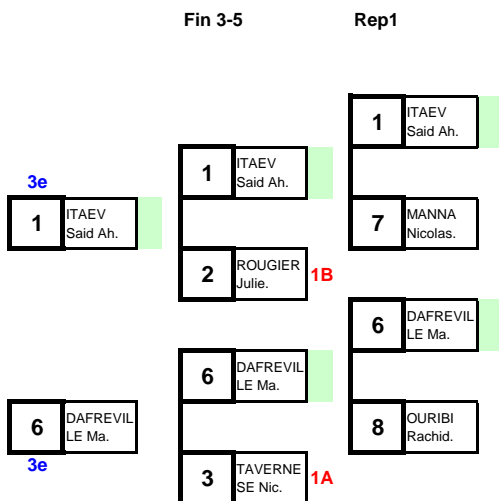 Fin 3-5
Rep1
3e
1
ITAEV
Said Ah.
6
DAFREVIL
LE Ma.
3e
1
ITAEV
Said Ah.
2
ROUGIER
Julie.
1B
6
DAFREVIL
LE Ma.
3
TAVERNE
SE Nic.
1A
1
ITAEV
Said Ah.
7
MANNA
Nicolas.
6
DAFREVIL
LE Ma.
8
OURIBI
Rachid.